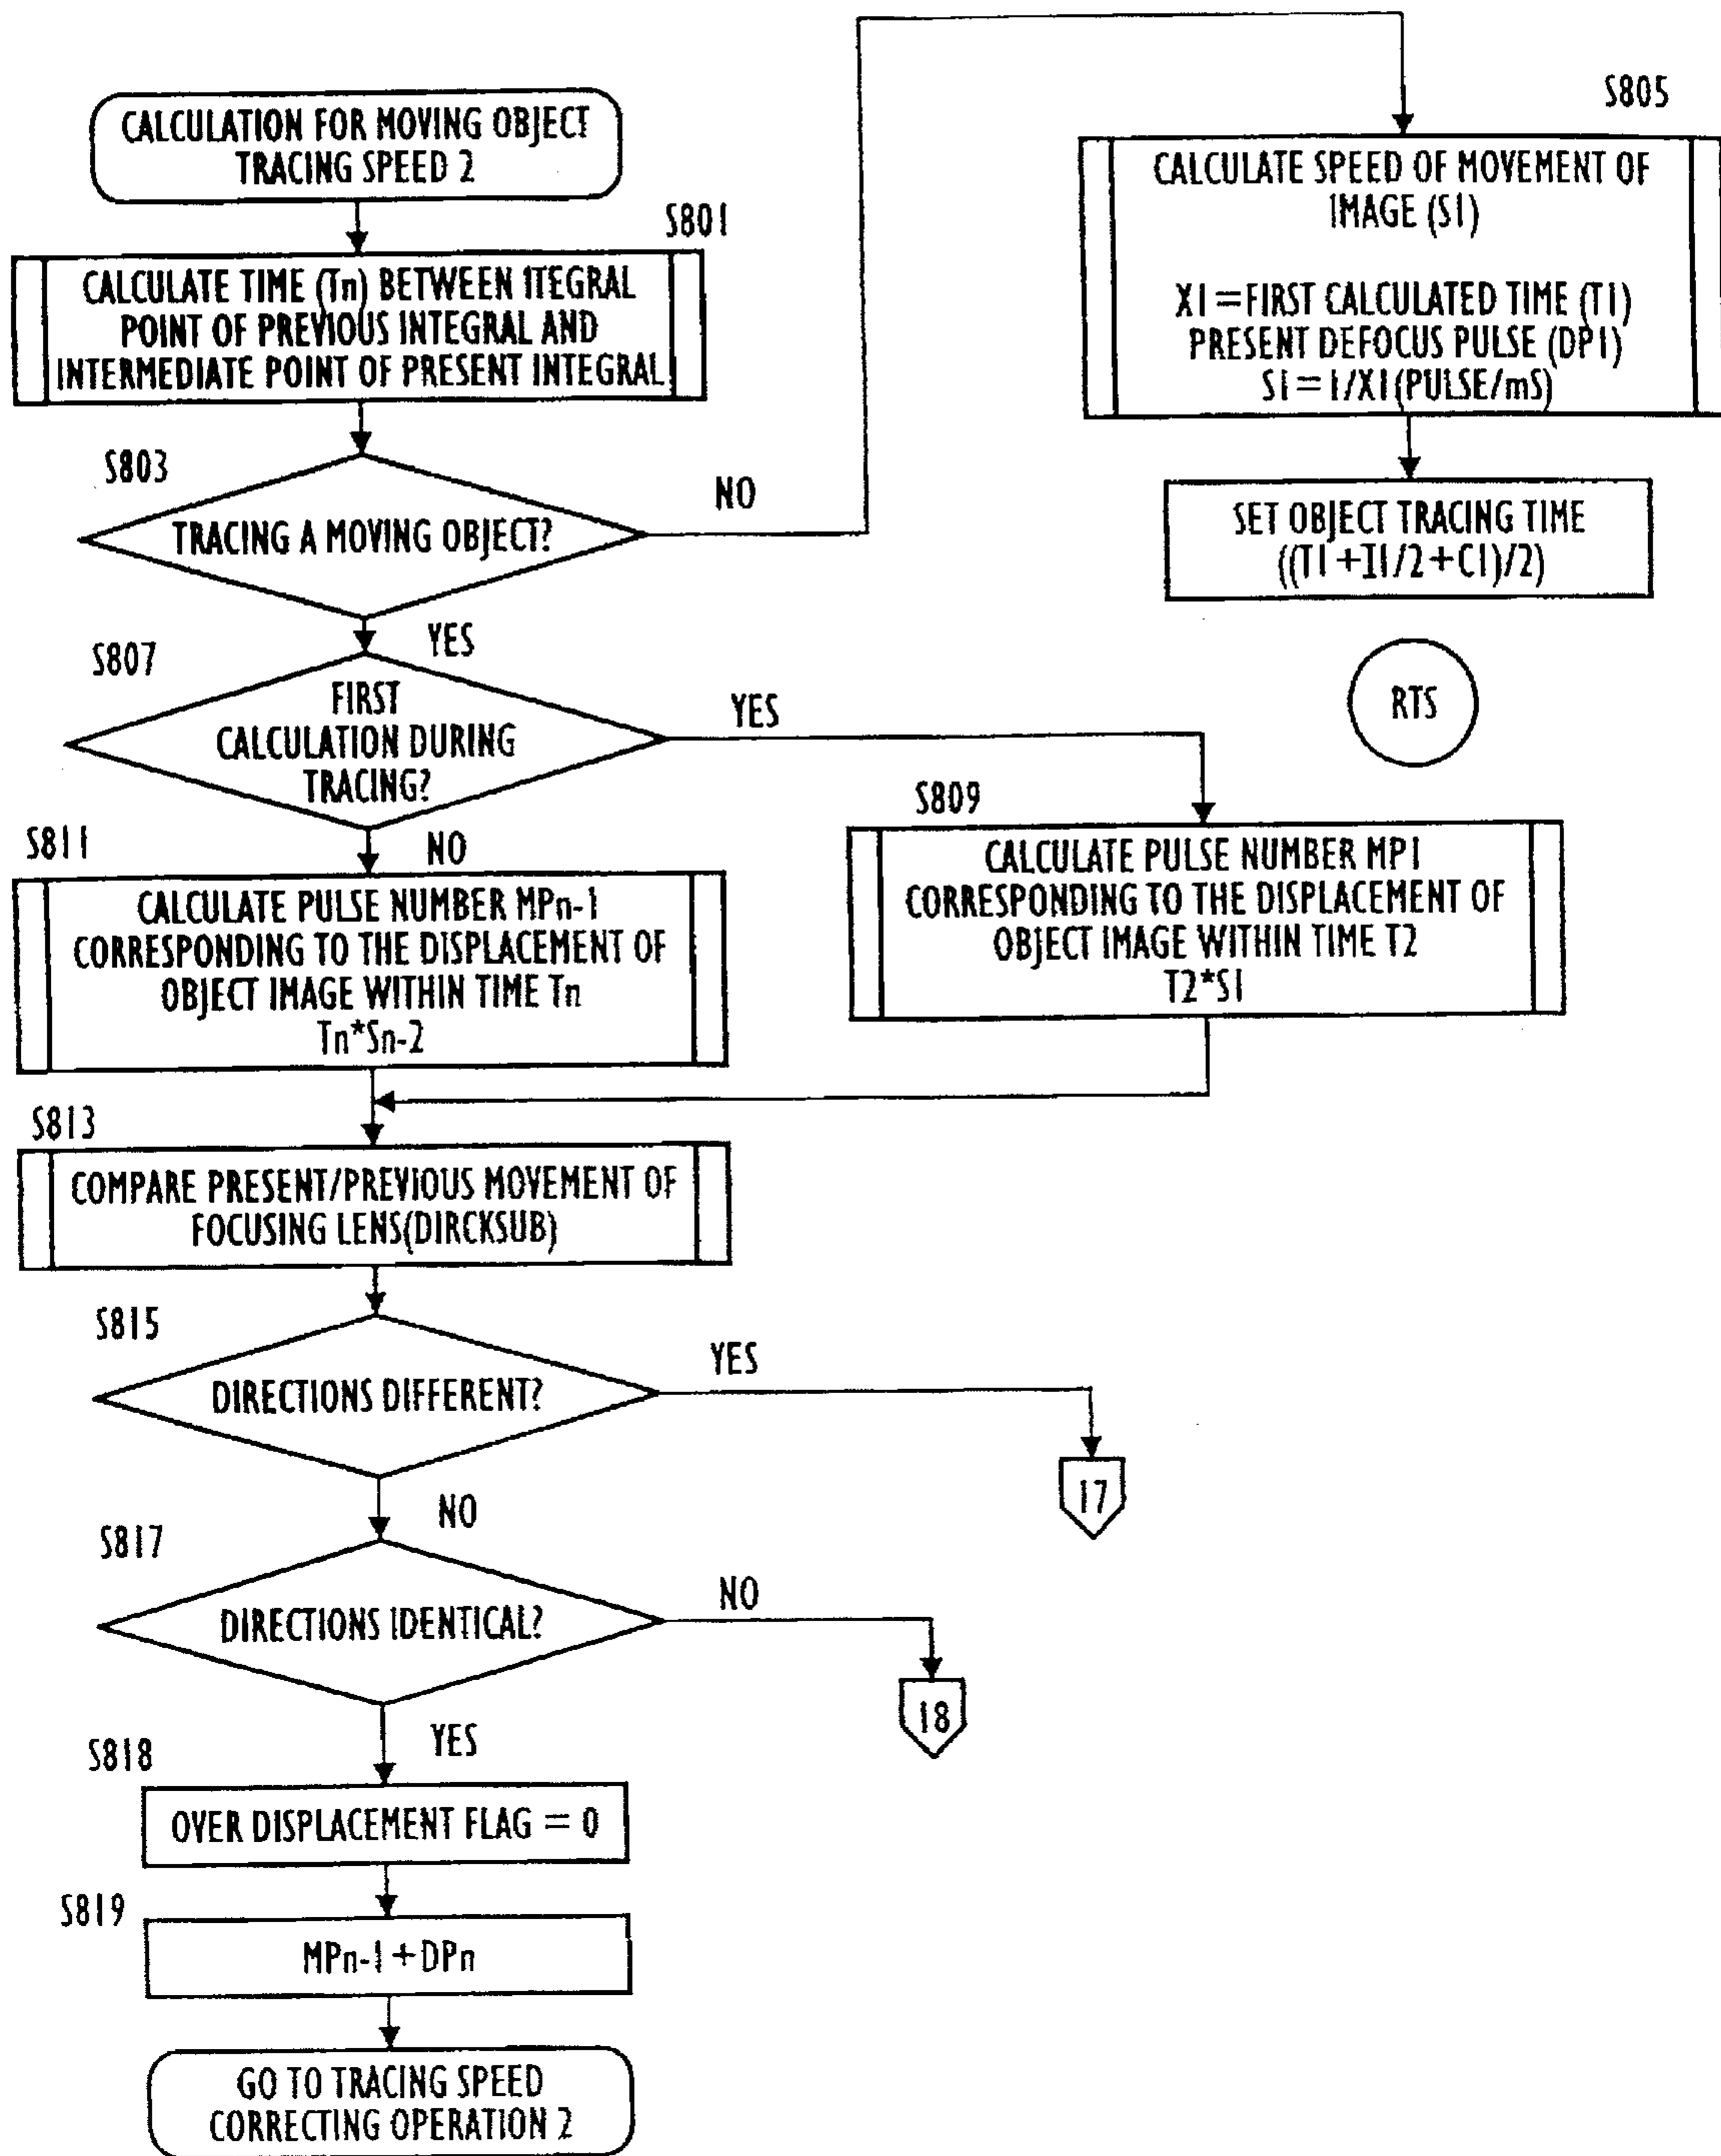 CALCULATION FOR MOVING OBJECT
TRACING SPEED 2
S801
CALCULATE TIME (Tn) BETWEEN ITEGRAL
POINT OF PREVIOUS INTEGRAL AND
INTERMEDIATE POINT OF PRESENT INTEGRAL
S803
TRACING A MOVING OBJECT?
NO
YES
S805
CALCULATE SPEED OF MOVEMENT OF
IMAGE (S1)
X1=FIRST CALCULATED TIME (T1)
PRESENT DEFOCUS PULSE (DP1)
S1=1/X1(PULSE/mS)
SET OBJECT TRACING TIME
((T1+I1/2+C1)/2)
RTS
S807
FIRST
CALCULATION DURING
TRACING?
YES
NO
S809
CALCULATE PULSE NUMBER MP1
CORRESPONDING TO THE DISPLACEMENT OF
OBJECT IMAGE WITHIN TIME T2
T2*S1
S811
CALCULATE PULSE NUMBER MPn-1
CORRESPONDING TO THE DISPLACEMENT OF
OBJECT IMAGE WITHIN TIME Tn
Tn*Sn-2
S813
COMPARE PRESENT/PREVIOUS MOVEMENT OF
FOCUSING LENS(DIRCKSUB)
S815
DIRECTIONS DIFFERENT?
YES
17
NO
S817
DIRECTIONS IDENTICAL?
NO
18
YES
S818
OVER DISPLACEMENT FLAG = 0
S819
MPn-1+DPn
GO TO TRACING SPEED
CORRECTING OPERATION 2